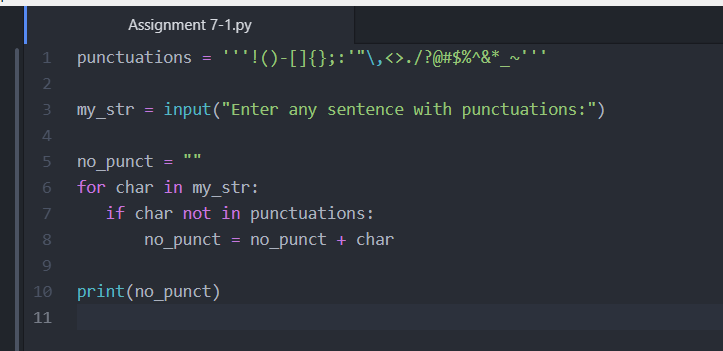 Assignment 7-1.py
1 punctuations = '''!()-[]{};:'"\,<>./?@#$%^&*_~'''
2
3 my_str = input("Enter any sentence with punctuations:")
4
5 no_punct = ""
6 for char in my_str:
7    if char not in punctuations:
8        no_punct = no_punct + char
9
10 print(no_punct)
11